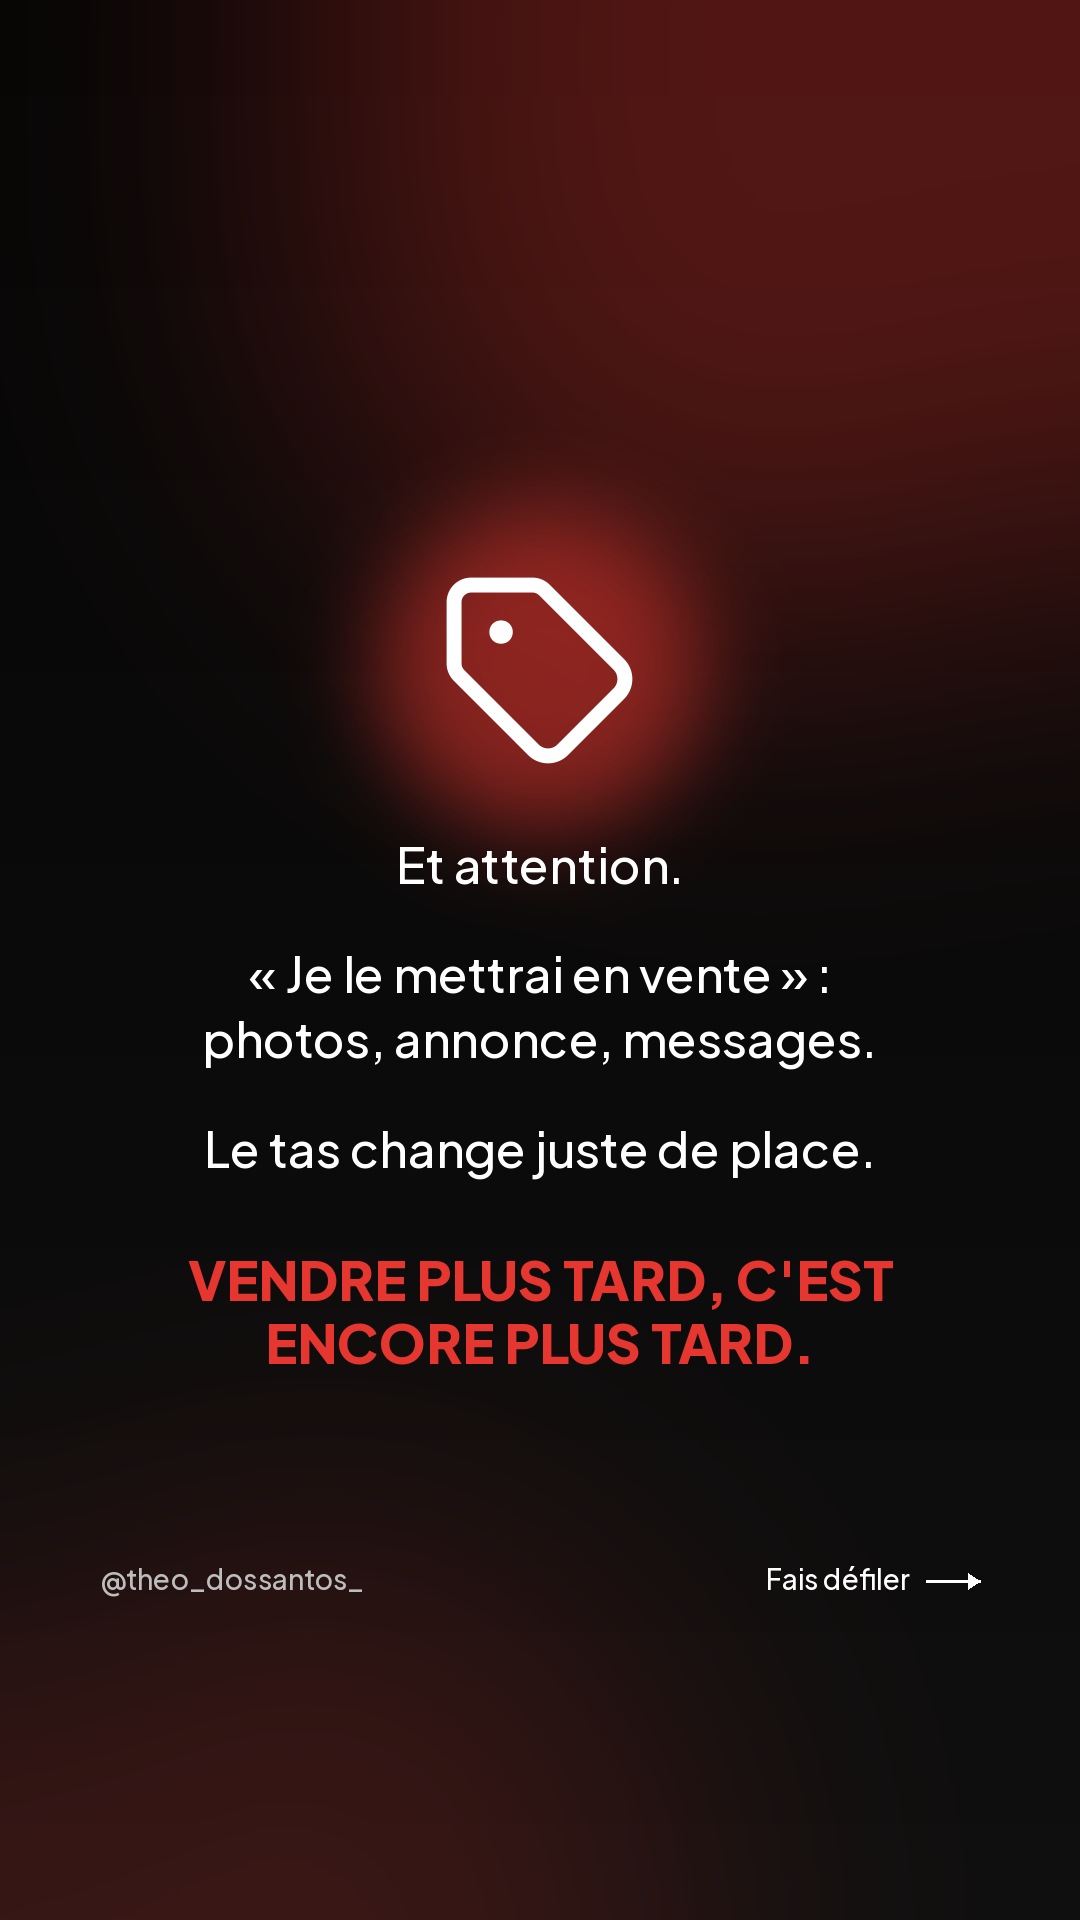 Et attention.
« Je le mettrai en vente » :
photos, annonce, messages.
Le tas change juste de place.
VENDRE PLUS TARD, C'EST
ENCORE PLUS TARD.
@theo_dossantos_
Fais défiler